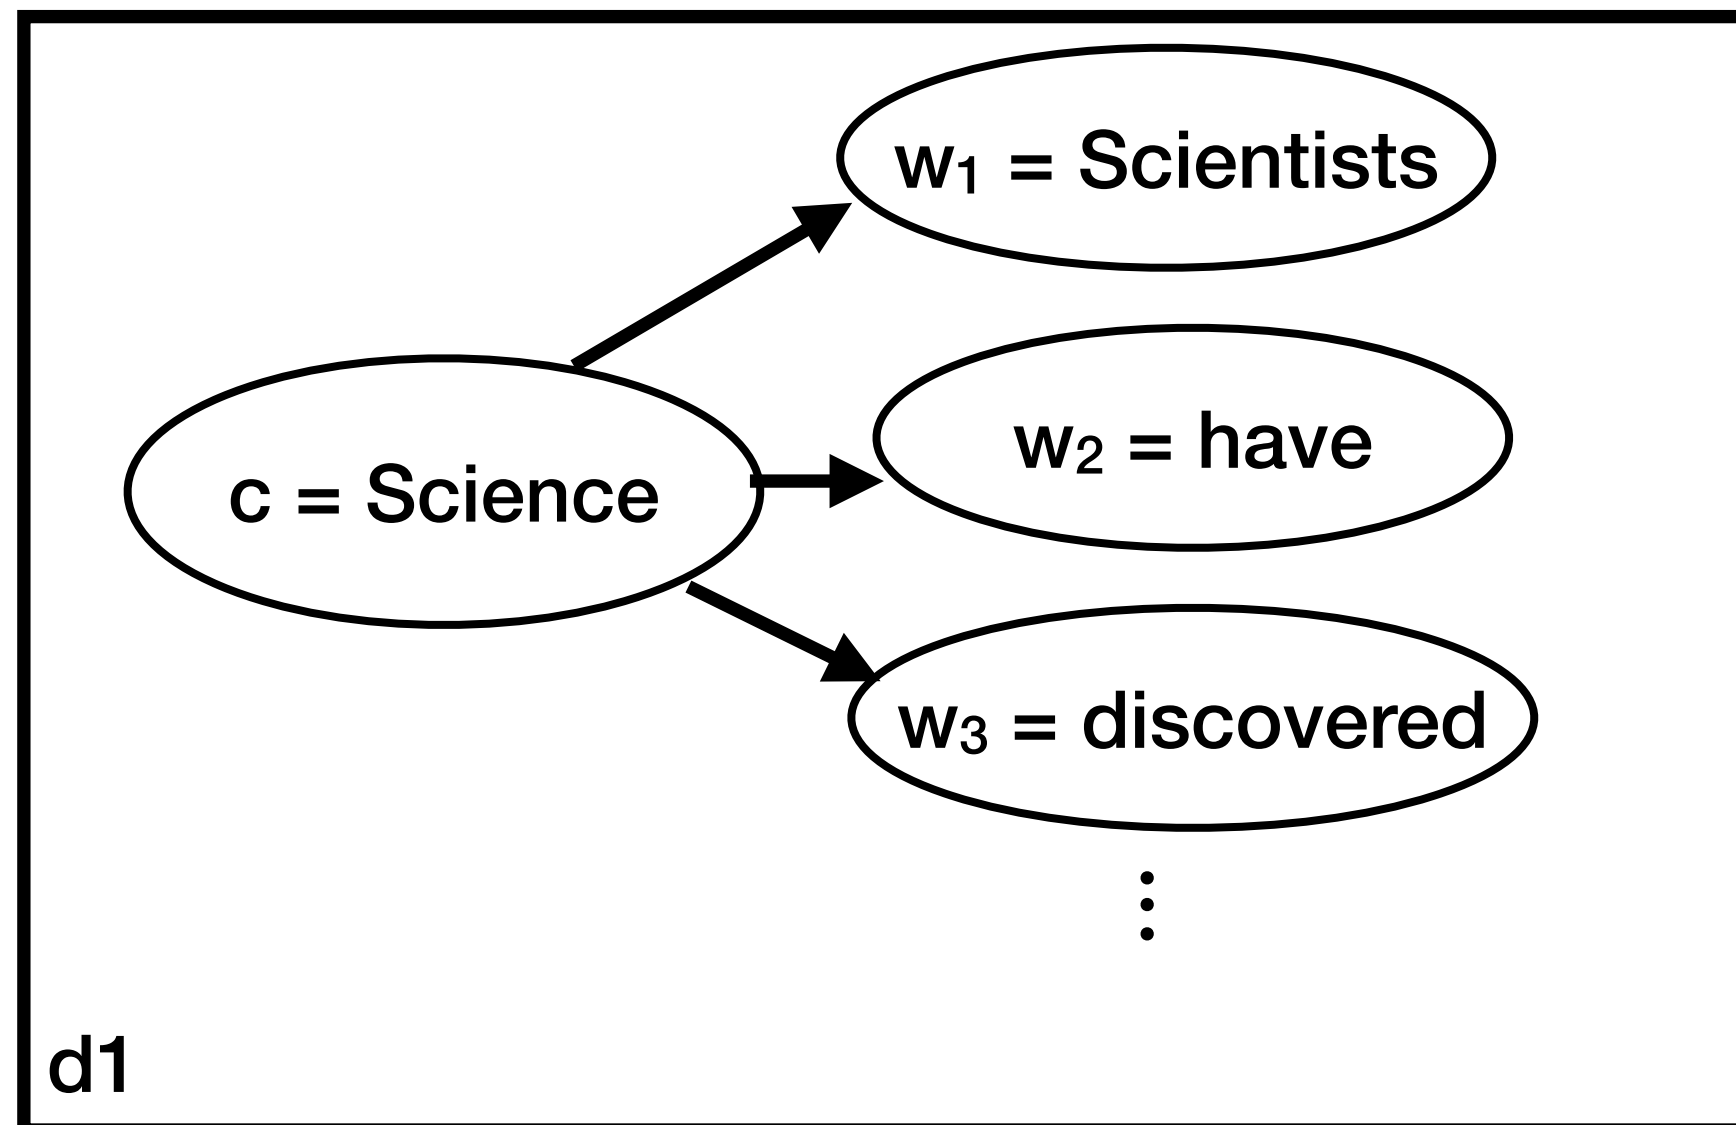 w₁ = Scientists
w₂ = have
c = Science
w₃ = discovered
⋮
d1